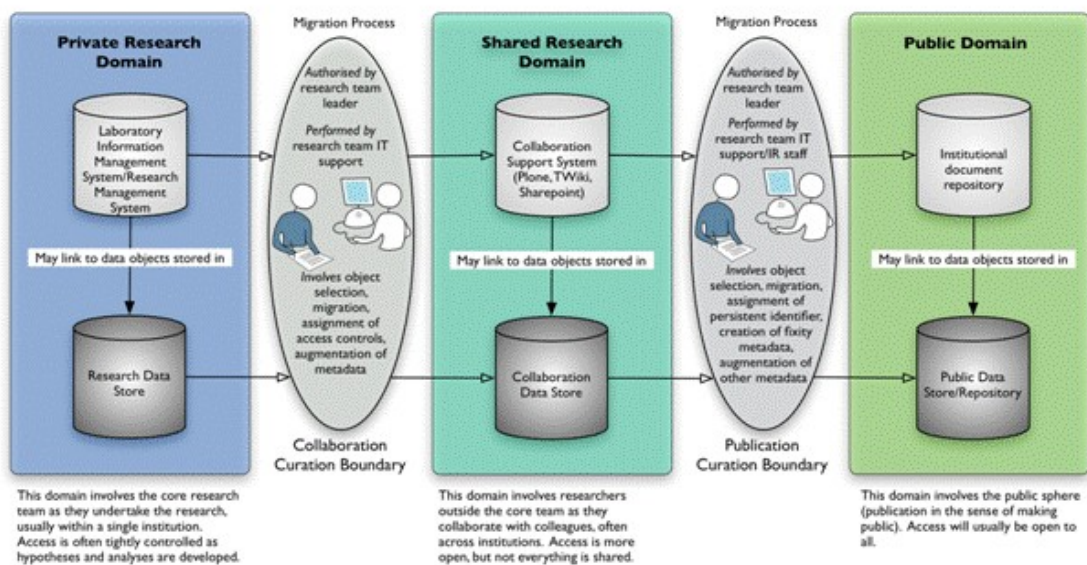 Private Research
Domain
Laboratory
Information
Management
System/Research
Management
System
May link to data objects stored in
Research Data
Store
This domain involves the core research
team as they undertake the research,
usually within a single institution.
Access is often tightly controlled as
hypotheses and analyses are developed.
Migration Process
Authorised by
research team
leader
Performed by
research team IT
support
Involves object
selection,
migration,
assignment of
access controls,
augmentation of
metadata
Collaboration
Curation Boundary
Shared Research
Domain
Collaboration
Support System
(Plone, TWiki,
Sharepoint)
May link to data objects stored in
Collaboration
Data Store
This domain involves researchers
outside the core team as they
collaborate with colleagues, often
across institutions. Access is more
open, but not everything is shared.
Migration Process
Authorised by
research team
leader
Performed by
research team IT
support/IR staff
Involves object
selection, migration,
assignment of
persistent identifier,
creation of fixity
metadata,
augmentation of
other metadata
Publication
Curation Boundary
Public Domain
Institutional
document
repository
May link to data objects stored in
Public Data
Store/Repository
This domain involves the public sphere
(publication in the sense of making
public). Access will usually be open to
all.